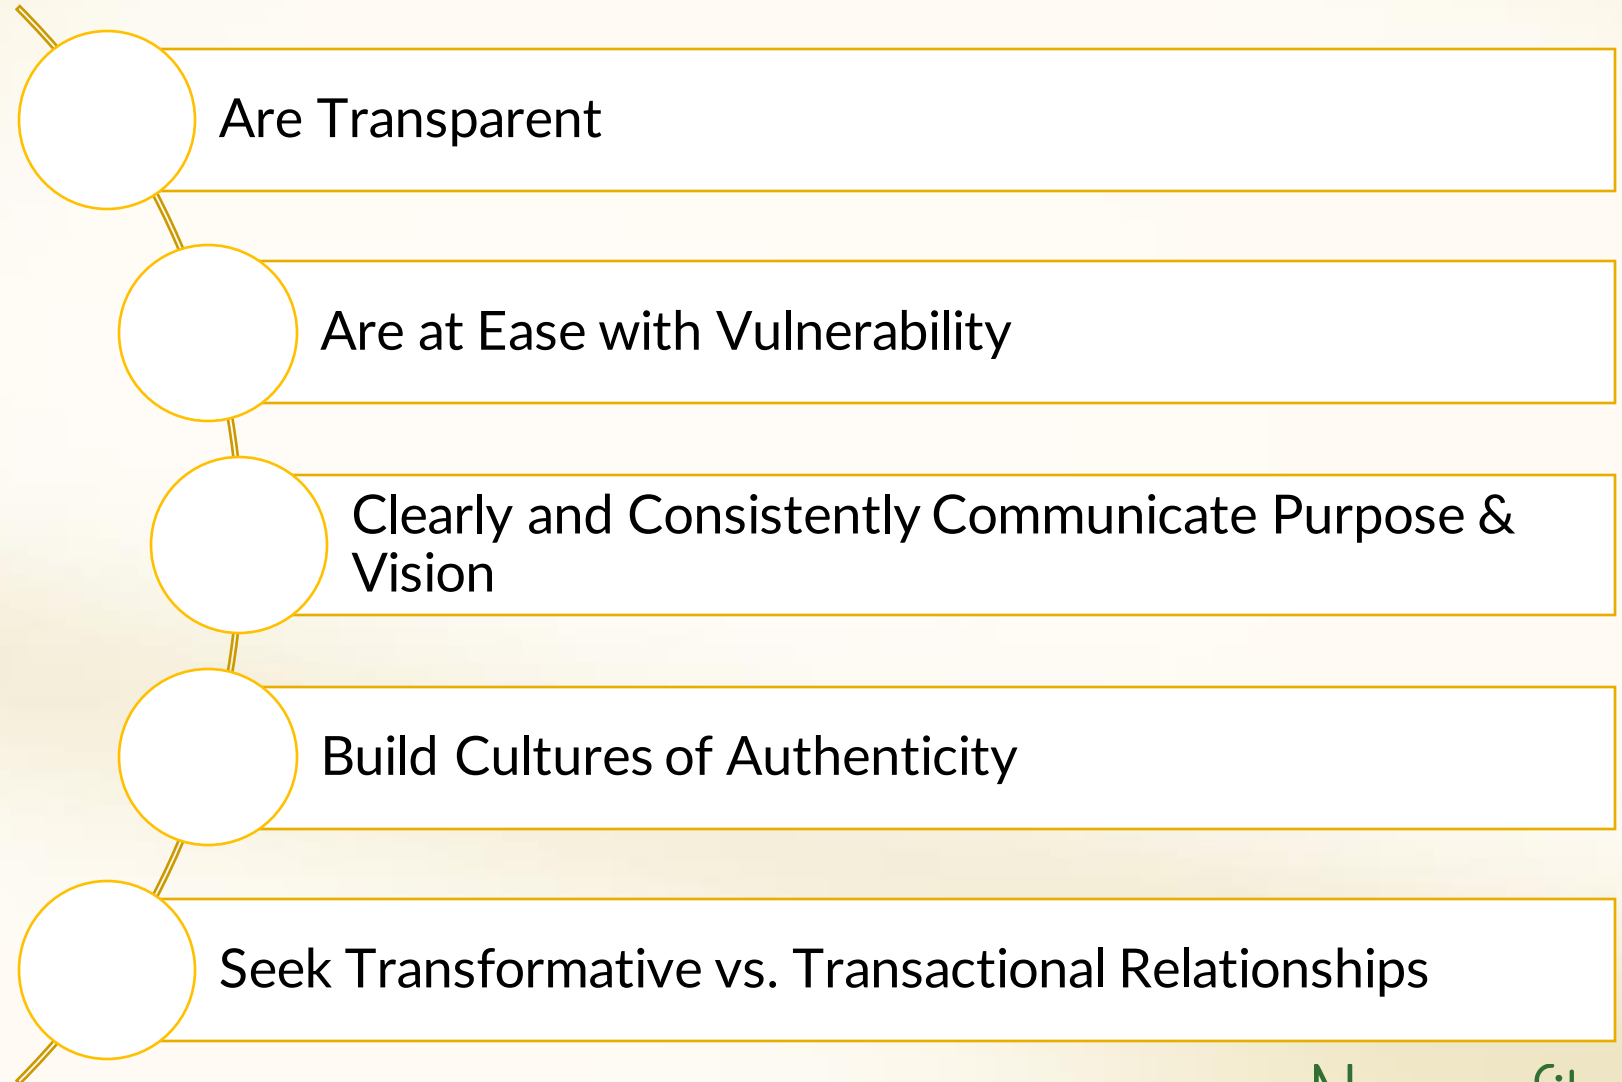 Are Transparent
Are at Ease with Vulnerability
Clearly and Consistently Communicate Purpose &
Vision
Build Cultures of Authenticity
Seek Transformative vs. Transactional Relationships